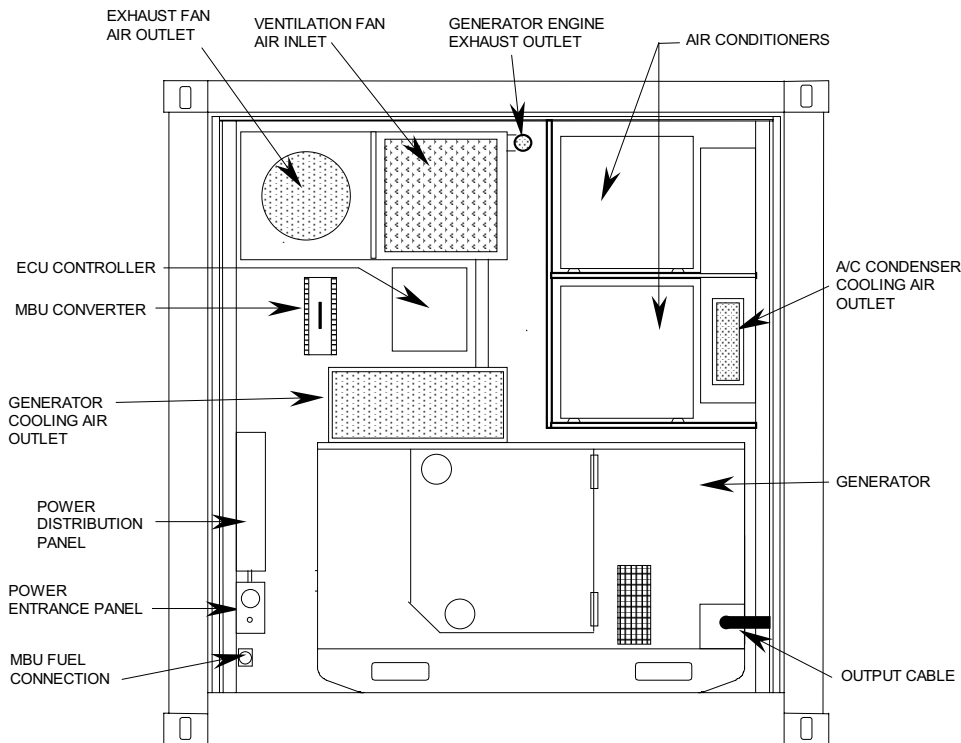 EXHAUST FAN
AIR OUTLET
VENTILATION FAN
AIR INLET
GENERATOR ENGINE
EXHAUST OUTLET
AIR CONDITIONERS
ECU CONTROLLER
MBU CONVERTER
A/C CONDENSER
COOLING AIR
OUTLET
GENERATOR
COOLING AIR
OUTLET
GENERATOR
POWER
DISTRIBUTION
PANEL
POWER
ENTRANCE PANEL
MBU FUEL
CONNECTION
OUTPUT CABLE